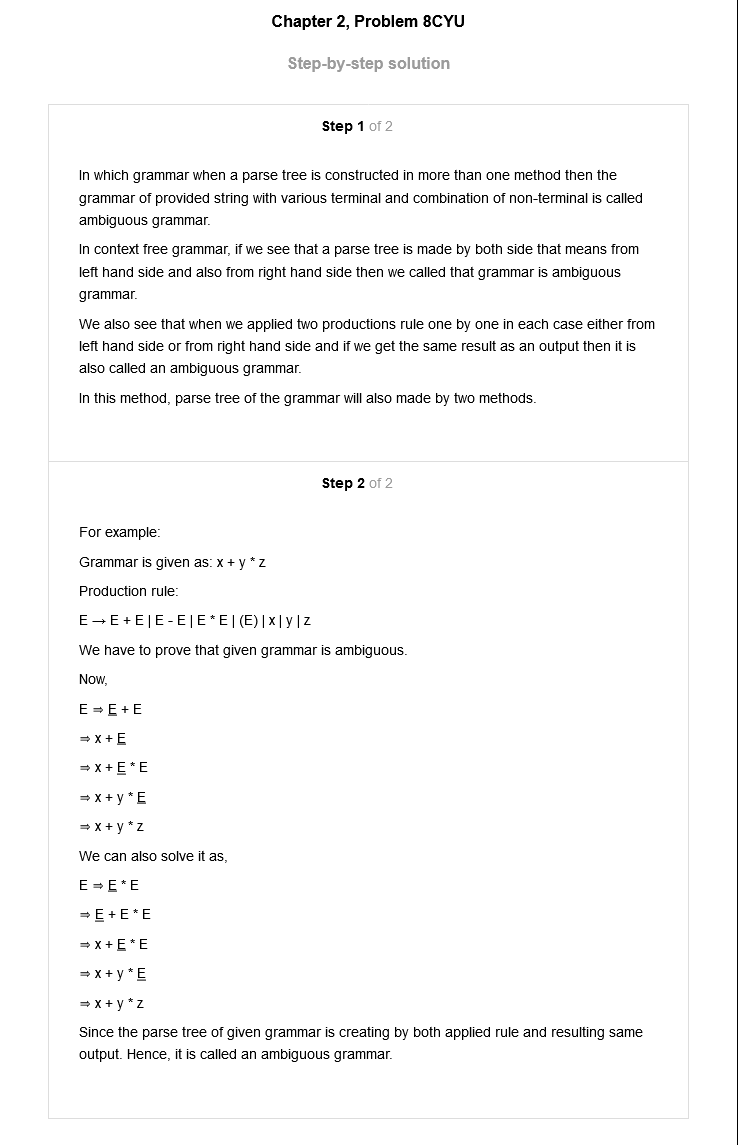 Chapter 2, Problem 8CYU
Step-by-step solution
Step 1 of 2
In which grammar when a parse tree is constructed in more than one method then the
grammar of provided string with various terminal and combination of non-terminal is called
ambiguous grammar.
In context free grammar, if we see that a parse tree is made by both side that means from
left hand side and also from right hand side then we called that grammar is ambiguous
grammar.
We also see that when we applied two productions rule one by one in each case either from
left hand side or from right hand side and if we get the same result as an output then it is
also called an ambiguous grammar.
In this method, parse tree of the grammar will also made by two methods.
Step 2 of 2
For example:
Grammar is given as: x + y * z
Production rule:
E → E + E | E - E | E * E | (E) | x | y | z
We have to prove that given grammar is ambiguous.
Now,
E ⇒ E + E
⇒ x + E
⇒ x + E * E
⇒ x + y * E
⇒ x + y * z
We can also solve it as,
E ⇒ E * E
⇒ E + E * E
⇒ x + E * E
⇒ x + y * E
⇒ x + y * z
Since the parse tree of given grammar is creating by both applied rule and resulting same
output. Hence, it is called an ambiguous grammar.